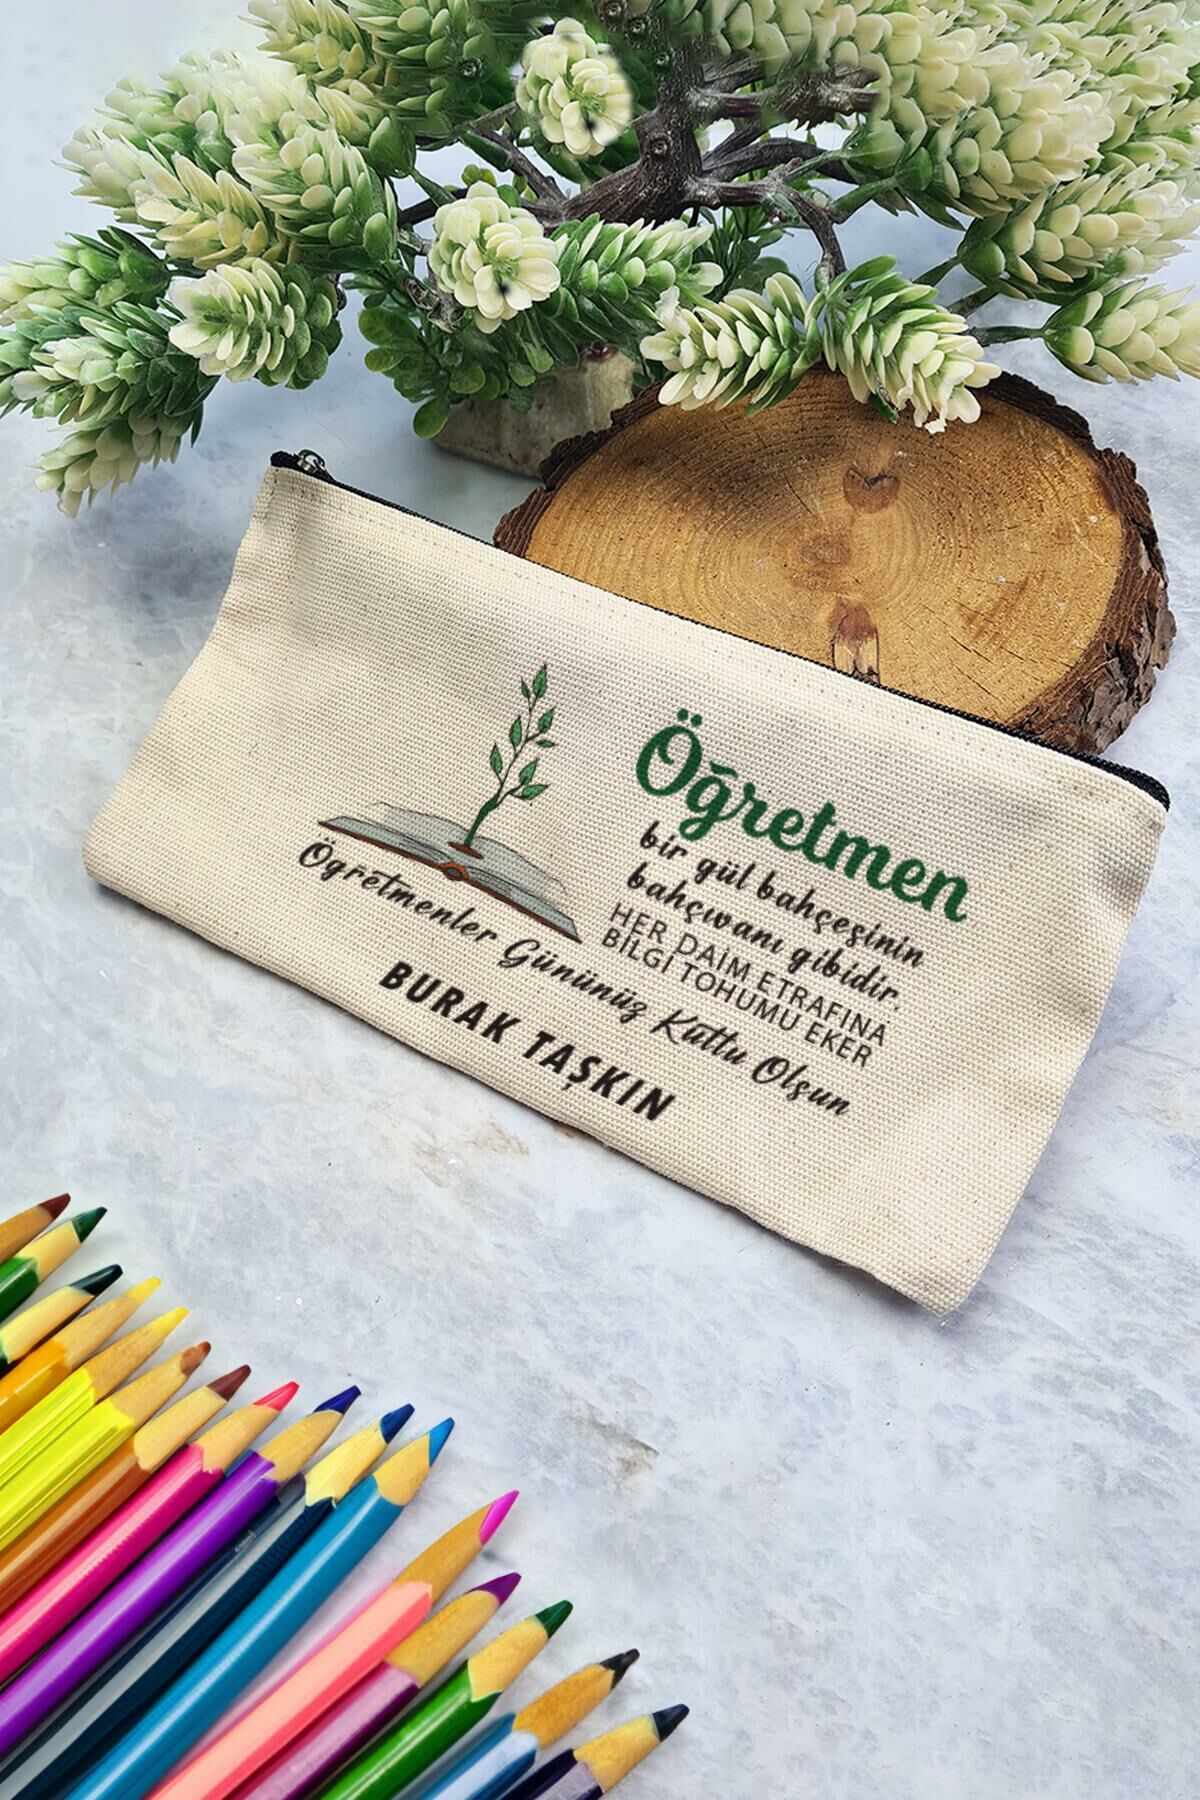 Öğretmen
bir gül bahçesinin
bahçıvanı gibidir.
HER DAİM ETRAFINA
BİLGİ TOHUMU EKER
Öğretmenler Gününüz Kutlu Olsun
BURAK TAŞKIN